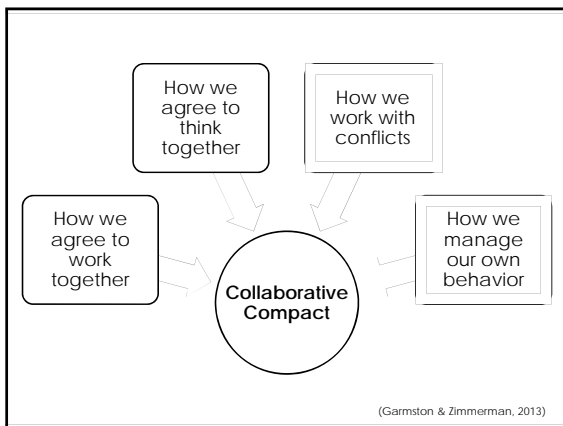 How we
agree to
think
together
How we
work with
conflicts
How we
agree to
work
together
How we
manage
our own
behavior
Collaborative
Compact
(Garmston & Zimmerman, 2013)